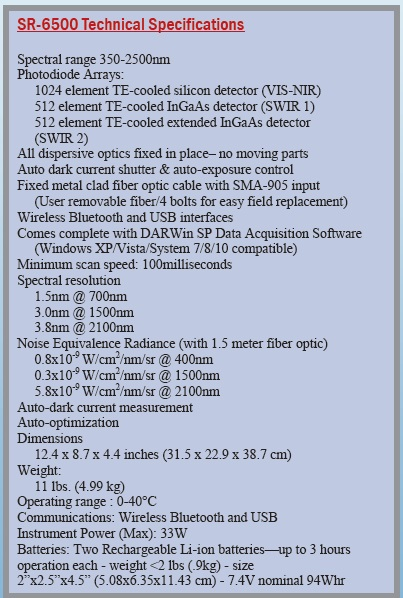 SR-6500 Technical Specifications
Spectral range 350-2500nm
Photodiode Arrays:
1024 element TE-cooled silicon detector (VIS-NIR)
512 element TE-cooled InGaAs detector (SWIR 1)
512 element TE-cooled extended InGaAs detector
(SWIR 2)
All dispersive optics fixed in place– no moving parts
Auto dark current shutter & auto-exposure control
Fixed metal clad fiber optic cable with SMA-905 input
(User removable fiber/4 bolts for easy field replacement)
Wireless Bluetooth and USB interfaces
Comes complete with DARWin SP Data Acquisition Software
(Windows XP/Vista/System 7/8/10 compatible)
Minimum scan speed: 100milliseconds
Spectral resolution
1.5nm @ 700nm
3.0nm @ 1500nm
3.8nm @ 2100nm
Noise Equivalence Radiance (with 1.5 meter fiber optic)
0.8x10⁻⁹ W/cm²/nm/sr @ 400nm
0.3x10⁻⁹ W/cm²/nm/sr @ 1500nm
5.8x10⁻⁹ W/cm²/nm/sr @ 2100nm
Auto-dark current measurement
Auto-optimization
Dimensions
12.4 x 8.7 x 4.4 inches (31.5 x 22.9 x 38.7 cm)
Weight:
11 lbs. (4.99 kg)
Operating range : 0-40°C
Communications: Wireless Bluetooth and USB
Instrument Power (Max): 33W
Batteries: Two Rechargeable Li-ion batteries—up to 3 hours
operation each - weight <2 lbs (.9kg) - size
2”x2.5”x4.5” (5.08x6.35x11.43 cm) - 7.4V nominal 94Whr